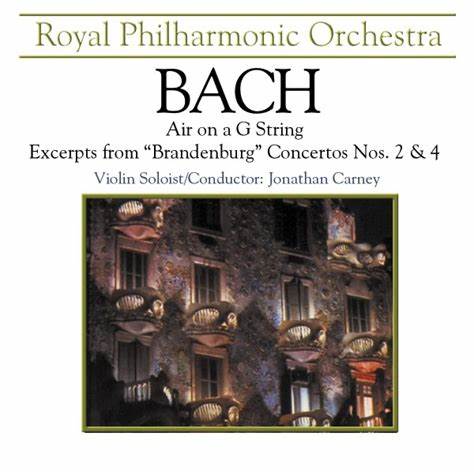 Royal Philharmonic Orchestra
BACH
Air on a G String
Excerpts from “Brandenburg” Concertos Nos. 2 & 4
Violin Soloist/Conductor: Jonathan Carney